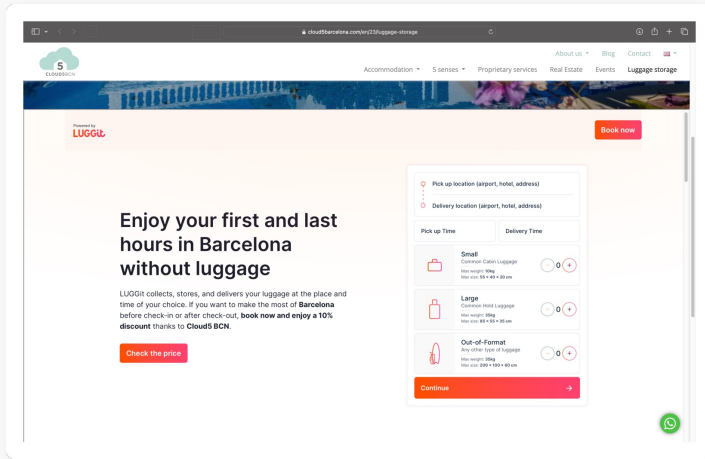 cloud5barcelona.com/en/j23/luggage-storage
5
CLOUD5BCN
About us
Blog
Contact
Accommodation
5 senses
Proprietary services
Real Estate
Events
Luggage storage
Powered by
LUGGit
Book now
Enjoy your first and last
hours in Barcelona
without luggage
LUGGit collects, stores, and delivers your luggage at the place and
time of your choice. If you want to make the most of Barcelona
before check-in or after check-out, book now and enjoy a 10%
discount thanks to Cloud5 BCN.
Check the price
Pick up location (airport, hotel, address)
Delivery location (airport, hotel, address)
Pick up Time
Delivery Time
Small
Common Cabin Luggage
Max weight: 10kg
Max size: 55 × 40 × 20 cm
- 0 +
Large
Common Hold Luggage
Max weight: 35kg
Max size: 95 × 55 × 35 cm
- 0 +
Out-of-Format
Any other type of luggage
Max weight: 35kg
Max size: 200 × 100 × 60 cm
- 0 +
Continue